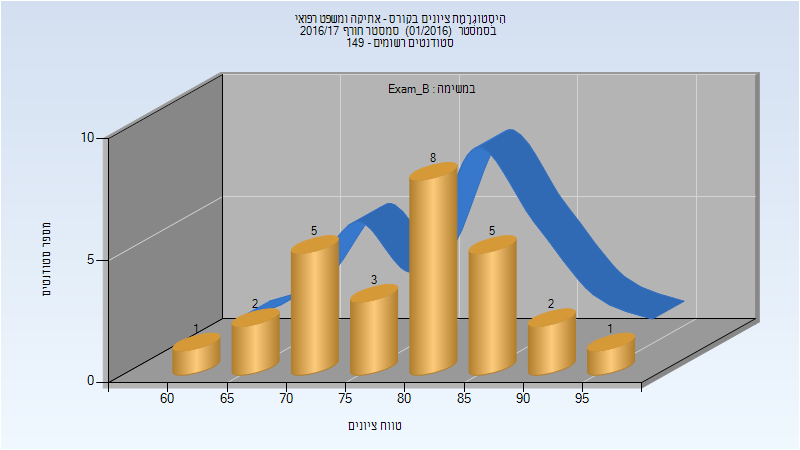 היסטוגרמת ציונים בקורס - אתיקה ומשפט רפואי
בסמסטר (01/2016) סמסטר חורף 2016/17
סטודנטים רשומים - 149
במשימה : Exam_B
מספר סטודנטים
10
5
0
1
2
5
3
8
5
2
1
60 65 70 75 80 85 90 95
טווח ציונים